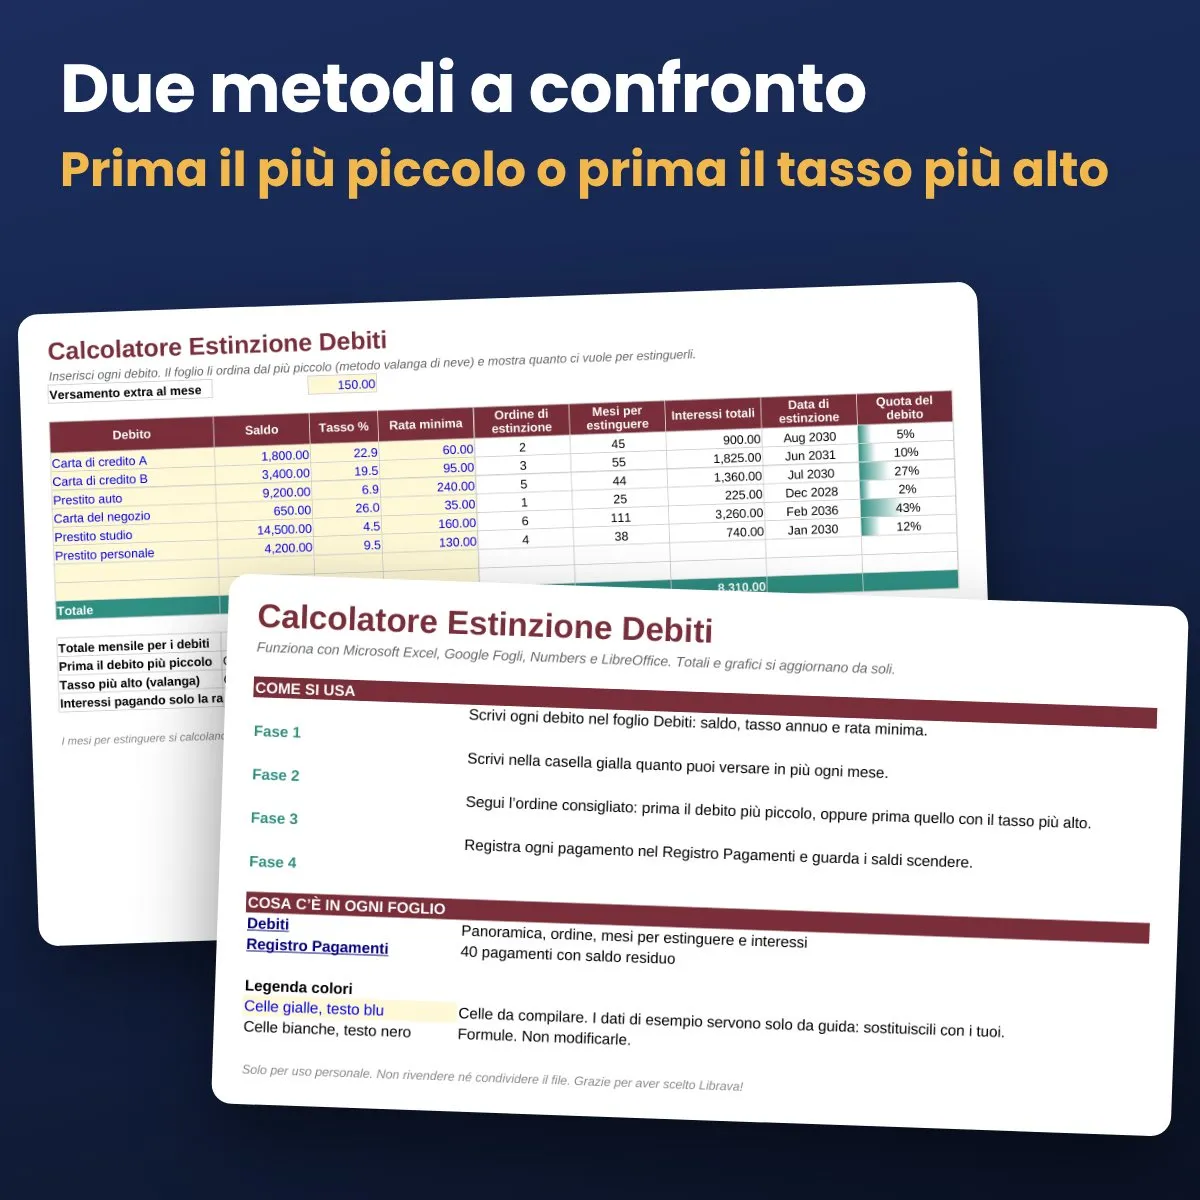 Due metodi a confronto
Prima il più piccolo o prima il tasso più alto
Calcolatore Estinzione Debiti
Inserisci ogni debito. Il foglio li ordina dal più piccolo (metodo valanga di neve) e mostra quanto ci vuole per estinguerli.
Versamento extra al mese 150.00
Debito Saldo Tasso % Rata minima Ordine di estinzione Mesi per estinguere Interessi totali Data di estinzione Quota del debito
Carta di credito A 1,800.00 22.9 60.00 2 45 900.00 Aug 2030 5%
Carta di credito B 3,400.00 19.5 95.00 3 55 1,825.00 Jun 2031 10%
Prestito auto 9,200.00 6.9 240.00 5 44 1,360.00 Jul 2030 27%
Carta del negozio 650.00 26.0 35.00 1 25 225.00 Dec 2028 2%
Prestito studio 14,500.00 4.5 160.00 6 111 3,260.00 Feb 2036 43%
Prestito personale 4,200.00 9.5 130.00 4 38 740.00 Jan 2030 12%
Totale 8,310.00
Totale mensile per i debiti
Prima il debito più piccolo
Tasso più alto (valanga)
Interessi pagando solo la ra
I mesi per estinguere si calcolano
Calcolatore Estinzione Debiti
Funziona con Microsoft Excel, Google Fogli, Numbers e LibreOffice. Totali e grafici si aggiornano da soli.
COME SI USA
Fase 1 Scrivi ogni debito nel foglio Debiti: saldo, tasso annuo e rata minima.
Fase 2 Scrivi nella casella gialla quanto puoi versare in più ogni mese.
Fase 3 Segui l’ordine consigliato: prima il debito più piccolo, oppure prima quello con il tasso più alto.
Fase 4 Registra ogni pagamento nel Registro Pagamenti e guarda i saldi scendere.
COSA C’È IN OGNI FOGLIO
Debiti Panoramica, ordine, mesi per estinguere e interessi
Registro Pagamenti 40 pagamenti con saldo residuo
Legenda colori
Celle gialle, testo blu Celle da compilare. I dati di esempio servono solo da guida: sostituiscili con i tuoi.
Celle bianche, testo nero Formule. Non modificarle.
Solo per uso personale. Non rivendere né condividere il file. Grazie per aver scelto Librava!